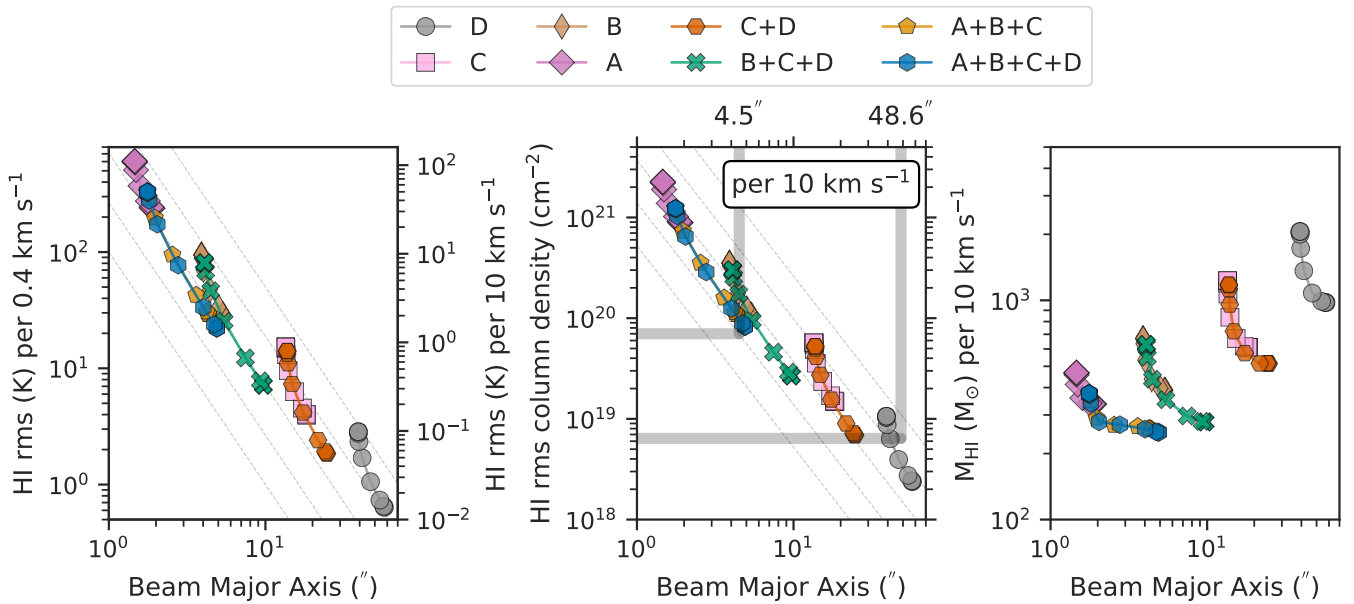 D B C+D A+B+C
C A B+C+D A+B+C+D
4.5″ 48.6″
per 10 km s⁻¹
HI rms (K) per 0.4 km s⁻¹
10²
10¹
10⁰
HI rms (K) per 10 km s⁻¹
10²
10¹
10⁰
10⁻¹
10⁻²
HI rms column density (cm⁻²)
10²¹
10²⁰
10¹⁹
10¹⁸
M_HI (M_⊙) per 10 km s⁻¹
10³
10²
10⁰ 10¹
10⁰ 10¹
10⁰ 10¹
Beam Major Axis (″)
Beam Major Axis (″)
Beam Major Axis (″)